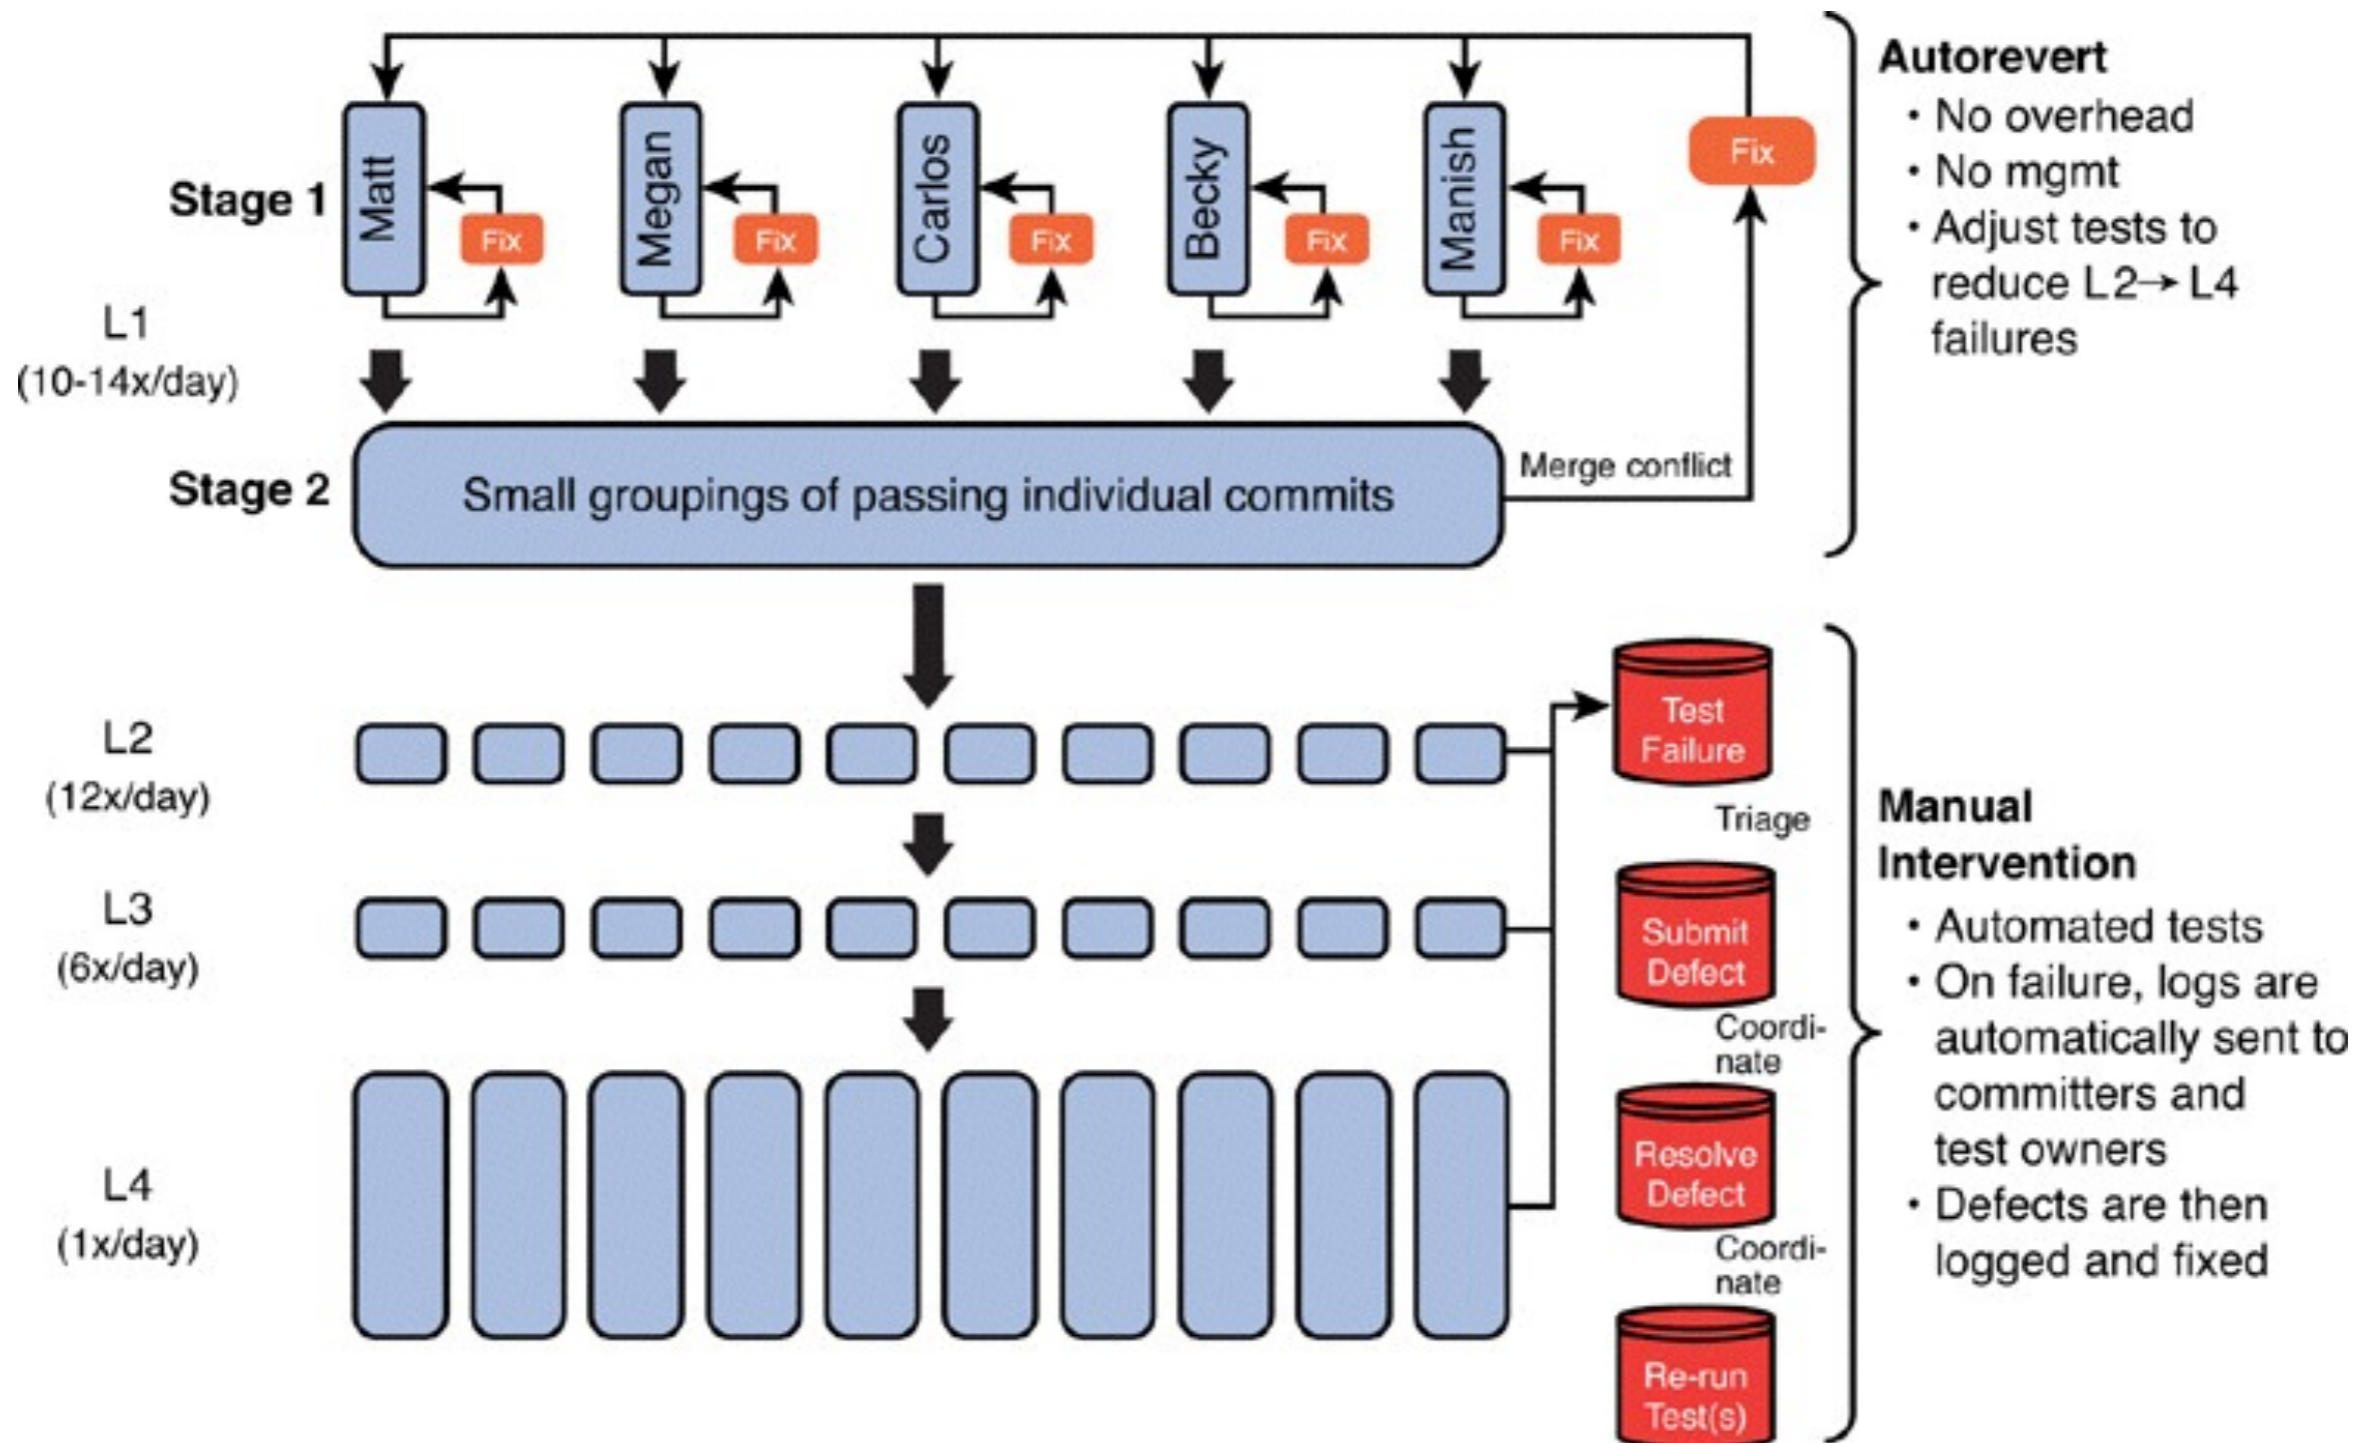 Autorevert
• No overhead
• No mgmt
• Adjust tests to
reduce L2→ L4
failures
Stage 1
Matt
Fix
Megan
Fix
Carlos
Fix
Becky
Fix
Manish
Fix
Fix
L1
(10-14x/day)
Stage 2
Small groupings of passing individual commits
Merge conflict
L2
(12x/day)
L3
(6x/day)
L4
(1x/day)
Test
Failure
Triage
Submit
Defect
Coordi-
nate
Resolve
Defect
Coordi-
nate
Re-run
Test(s)
Manual
Intervention
• Automated tests
• On failure, logs are
automatically sent to
committers and
test owners
• Defects are then
logged and fixed